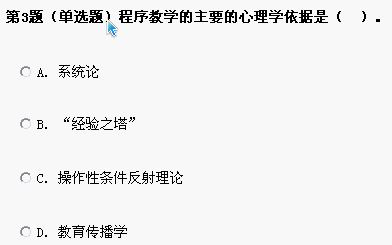 第3题（单选题）程序教学的主要的心理学依据是（ ）.
A. 系统论
B. “经验之塔”
C. 操作性条件反射理论
D. 教育传播学